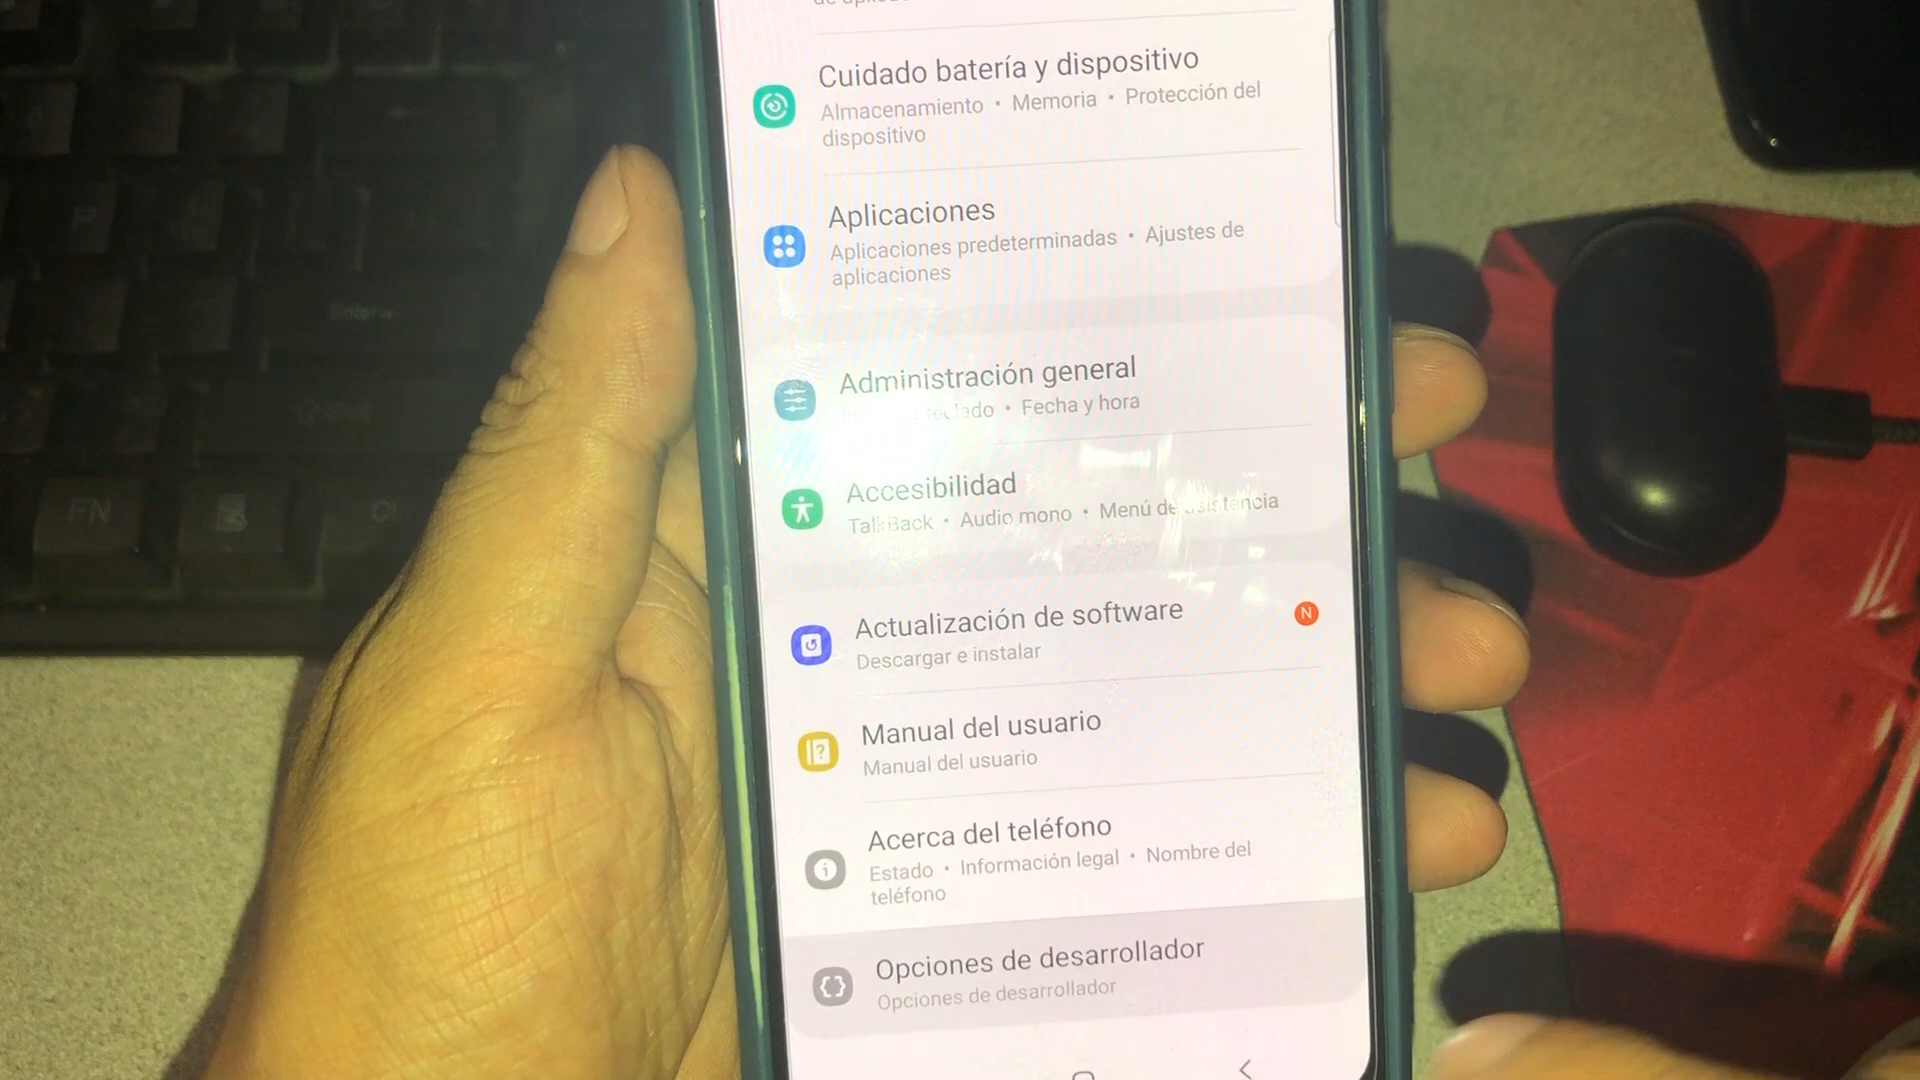 Cuidado batería y dispositivo
Almacenamiento • Memoria • Protección del
dispositivo
Aplicaciones
Aplicaciones predeterminadas • Ajustes de
aplicaciones
Administración general
• Fecha y hora
Accesibilidad
TalkBack • Audio mono • Menú de asistencia
Actualización de software
N
Descargar e instalar
Manual del usuario
Manual del usuario
Acerca del teléfono
Estado • Información legal • Nombre del
teléfono
Opciones de desarrollador
Opciones de desarrollador
Enter
FN
P